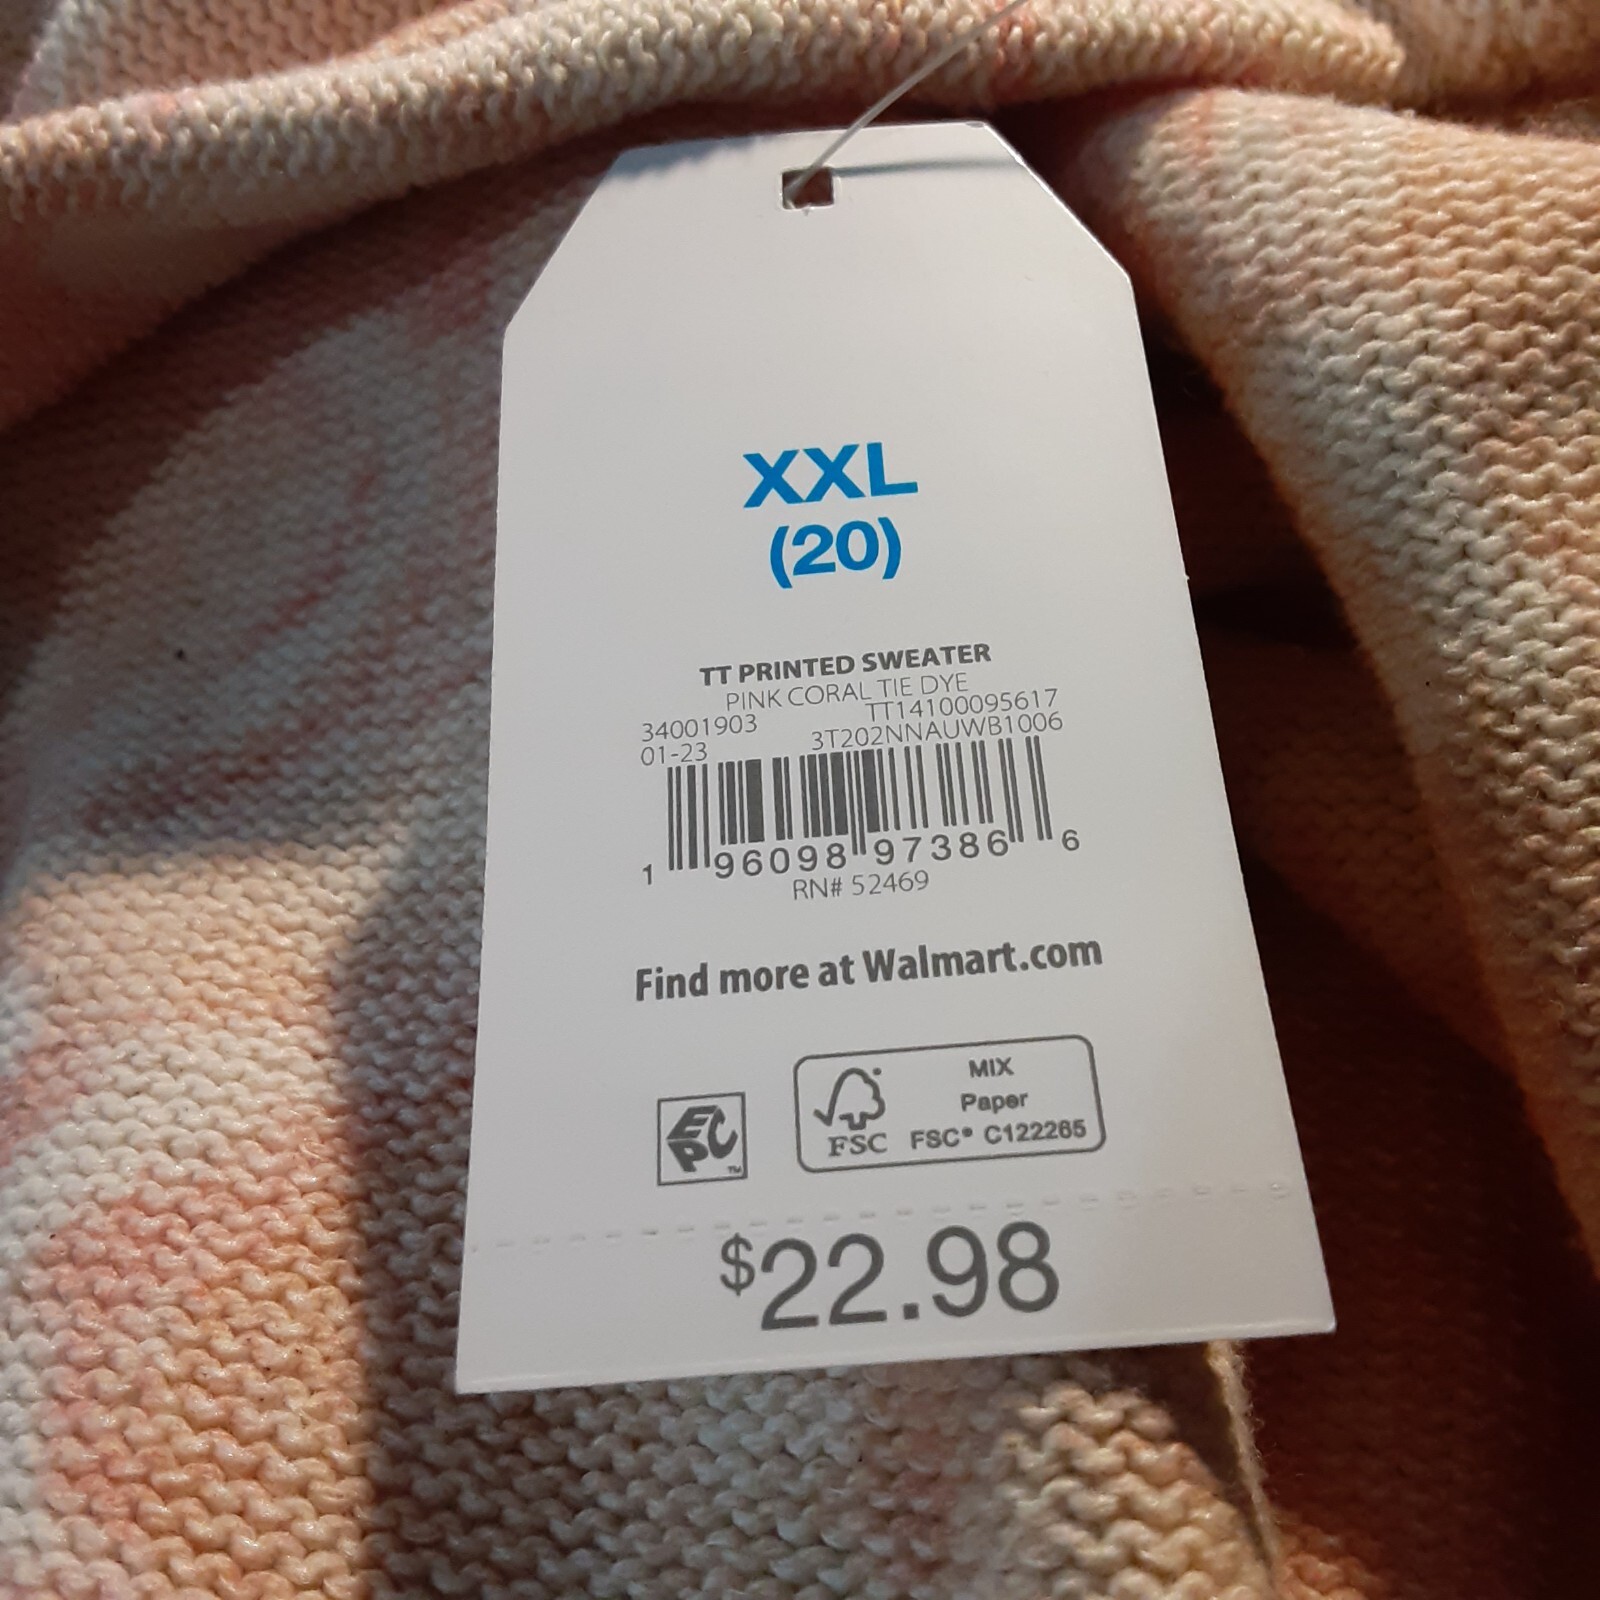 XXL
(20)
TT PRINTED SWEATER
PINK CORAL TIE DYE
34001903 TT14100095617
01-23 3T202NNAUWB1006
1 96098 97386 6
RN# 52469
Find more at Walmart.com
EPC™
FSC
MIX
Paper
FSC® C122265
$22.98